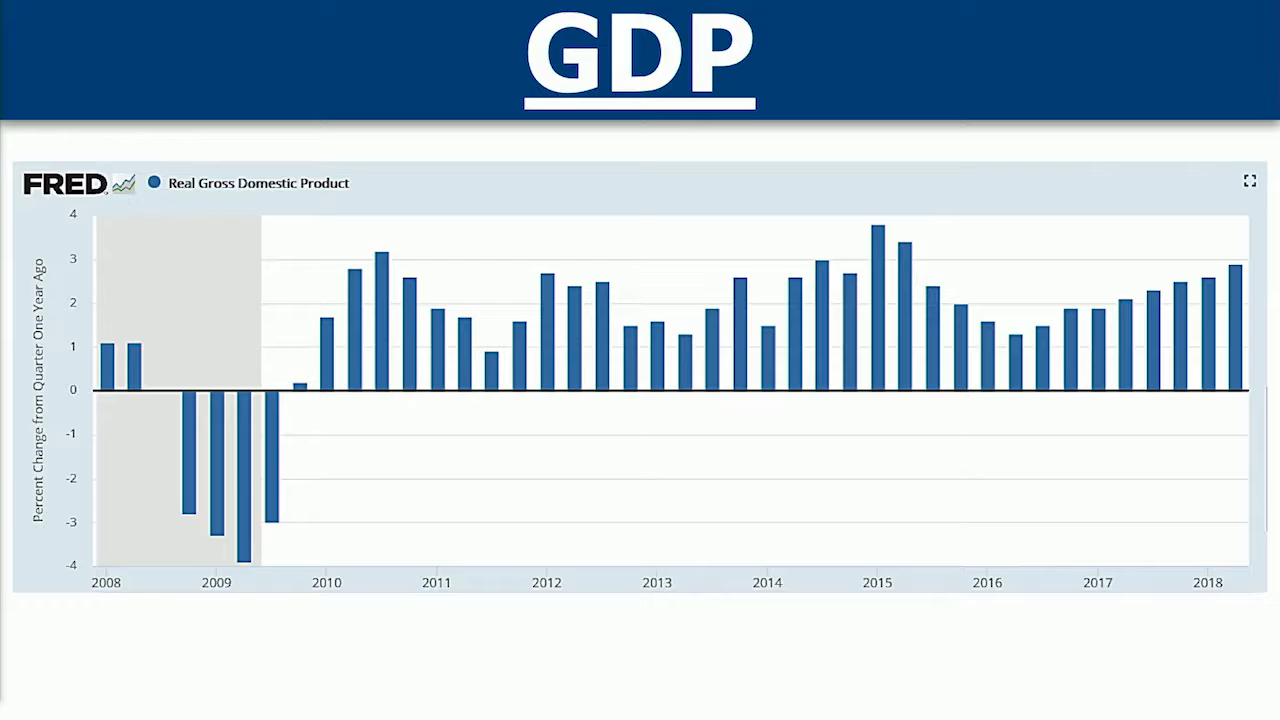 GDP
FRED
Real Gross Domestic Product
Percent Change from Quarter One Year Ago
4
3
2
1
0
-1
-2
-3
-4
2008 2009 2010 2011 2012 2013 2014 2015 2016 2017 2018